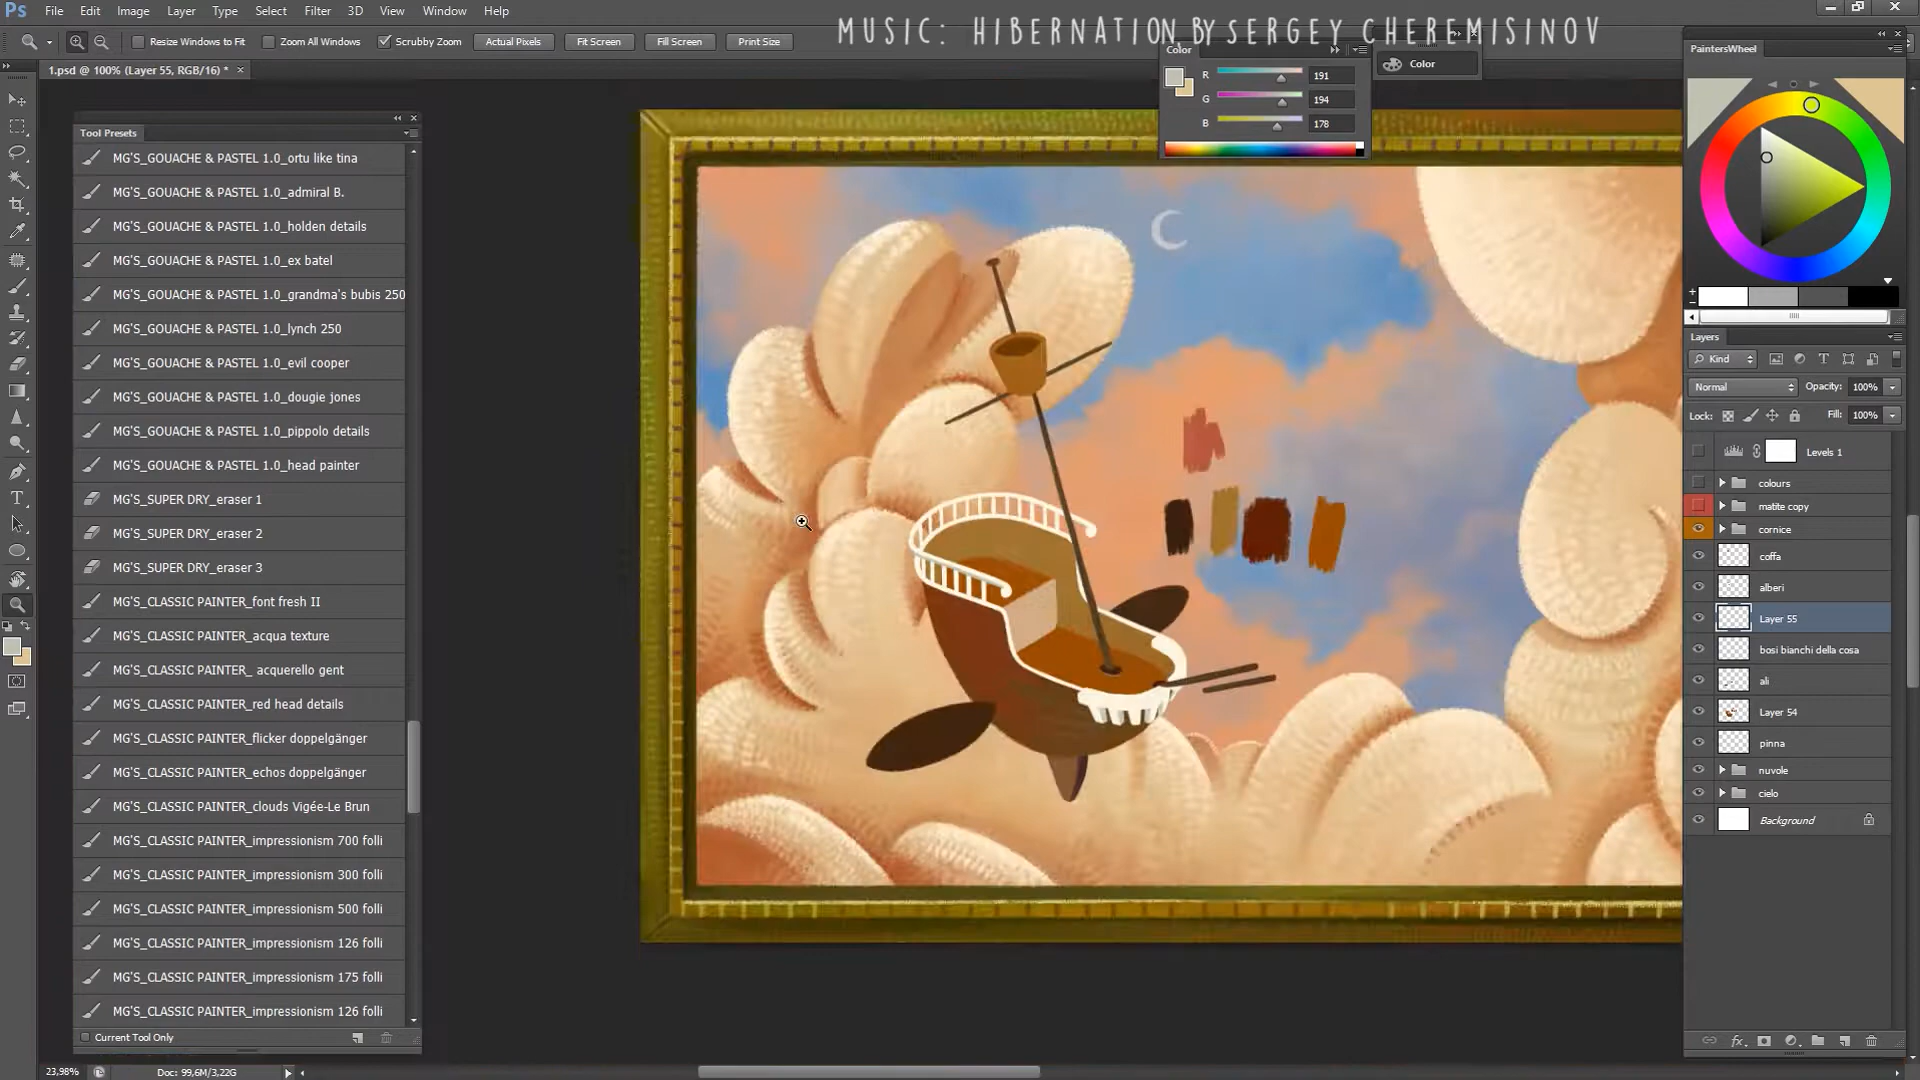 Ps File Edit Image Layer Type Select Filter 3D View Window Help
MUSIC: HIBERNATION BY SERGEY CHEREMISINOV
Resize Windows to Fit Zoom All Windows Scrubby Zoom Actual Pixels Fit Screen Fill Screen Print Size
1.psd @ 100% (Layer 55, RGB/16) *
Tool Presets
MG'S_GOUACHE & PASTEL 1.0_ortu like tina
MG'S_GOUACHE & PASTEL 1.0_admiral B.
MG'S_GOUACHE & PASTEL 1.0_holden details
MG'S_GOUACHE & PASTEL 1.0_ex batel
MG'S_GOUACHE & PASTEL 1.0_grandma's bubis 250
MG'S_GOUACHE & PASTEL 1.0_lynch 250
MG'S_GOUACHE & PASTEL 1.0_evil cooper
MG'S_GOUACHE & PASTEL 1.0_dougie jones
MG'S_GOUACHE & PASTEL 1.0_pippolo details
MG'S_GOUACHE & PASTEL 1.0_head painter
MG'S_SUPER DRY_eraser 1
MG'S_SUPER DRY_eraser 2
MG'S_SUPER DRY_eraser 3
MG'S_CLASSIC PAINTER_font fresh II
MG'S_CLASSIC PAINTER_acqua texture
MG'S_CLASSIC PAINTER_ acquerello gent
MG'S_CLASSIC PAINTER_red head details
MG'S_CLASSIC PAINTER_flicker doppelgänger
MG'S_CLASSIC PAINTER_echos doppelgänger
MG'S_CLASSIC PAINTER_clouds Vigée-Le Brun
MG'S_CLASSIC PAINTER_impressionism 700 folli
MG'S_CLASSIC PAINTER_impressionism 300 folli
MG'S_CLASSIC PAINTER_impressionism 500 folli
MG'S_CLASSIC PAINTER_impressionism 126 folli
MG'S_CLASSIC PAINTER_impressionism 175 folli
MG'S_CLASSIC PAINTER_impressionism 126 folli
Current Tool Only
23,98% Doc: 99,6M/3,22G
Color
R 191
G 194
B 178
Color
PaintersWheel
Layers
Kind
Normal Opacity: 100%
Lock: Fill: 100%
Levels 1
colours
matite copy
cornice
coffa
alberi
Layer 55
bosi bianchi della cosa
ali
Layer 54
pinna
nuvole
cielo
Background
fx